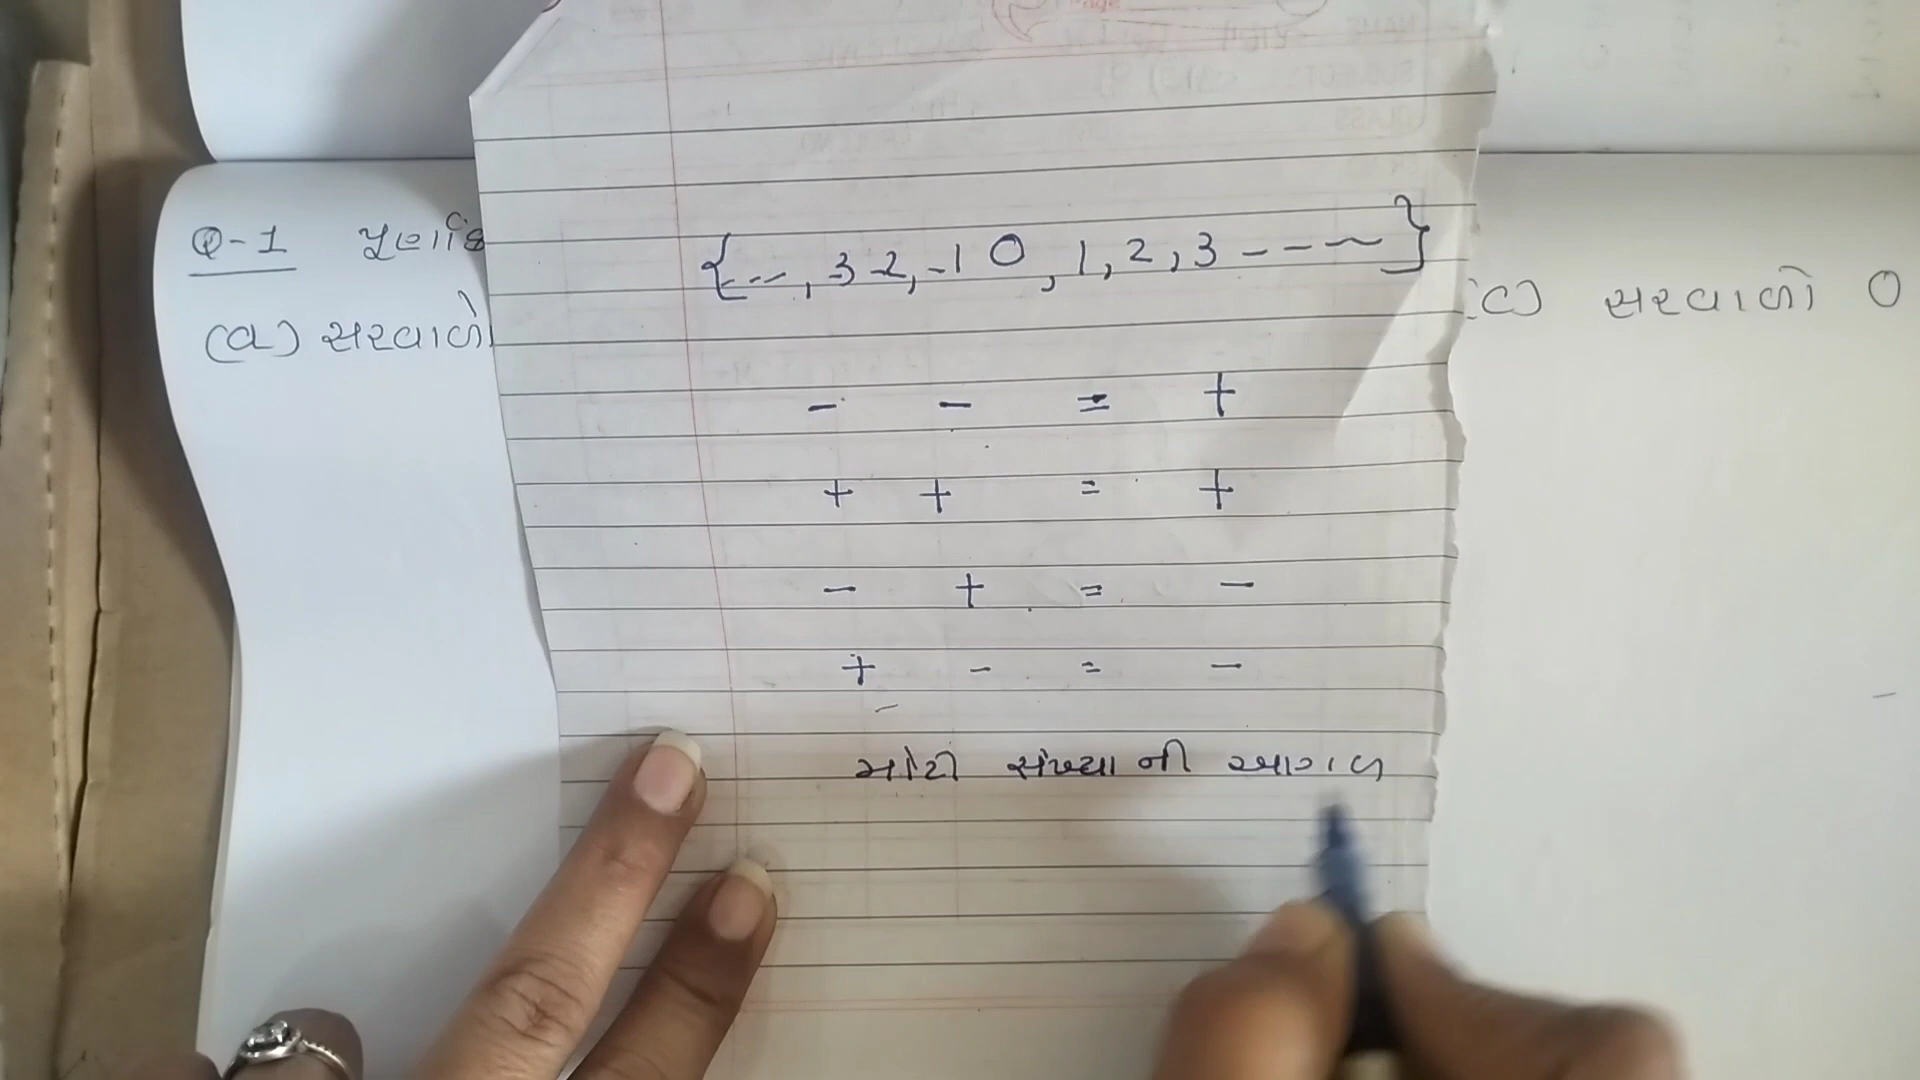 Q-1 પૂર્ણાંક
(a) સરવાળો
{---, -3 -2, -1 0, 1, 2, 3 ----}
- - = +
+ + = +
- + = -
+ - = -
-
મોટી સંખ્યા ની આગળ
(C) સરવાળો 0